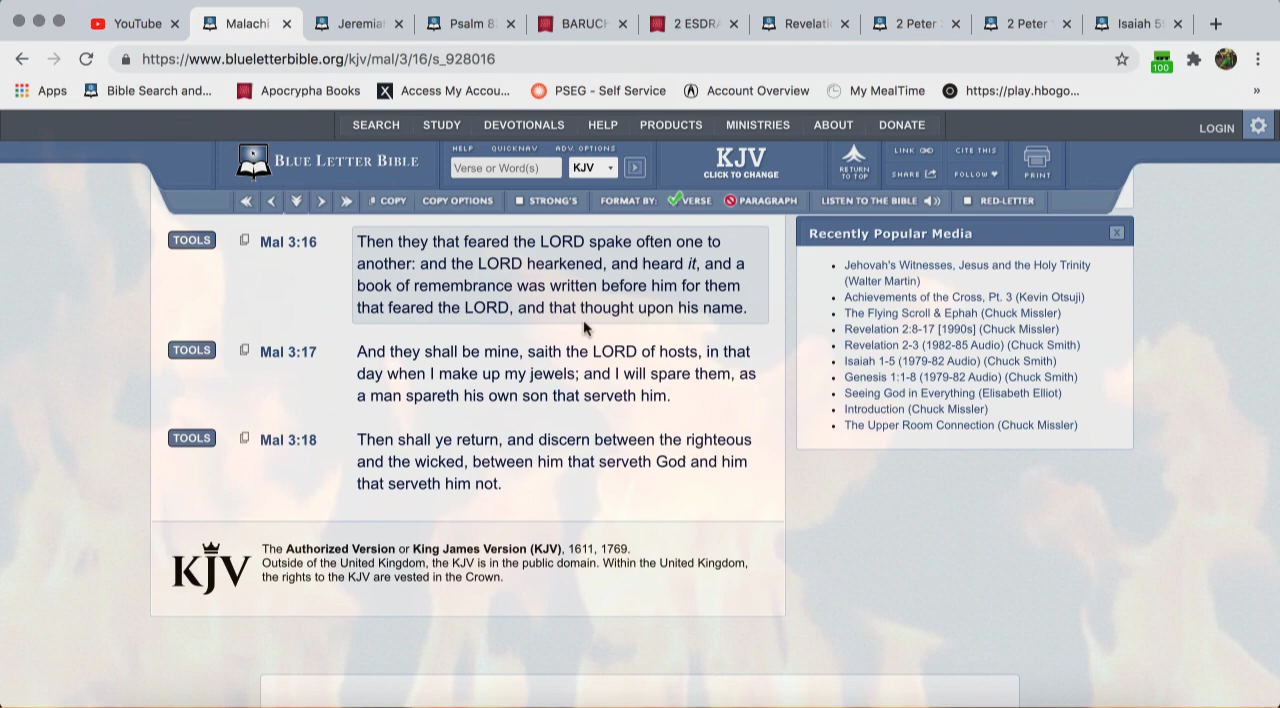 YouTube
Malachi
Jeremia
Psalm 8
BARUCH
2 ESDRA
Revelati
2 Peter
2 Peter
Isaiah 5
https://www.blueletterbible.org/kjv/mal/3/16/s_928016
100
Apps
Bible Search and...
Apocrypha Books
Access My Accou...
PSEG - Self Service
Account Overview
My MealTime
https://play.hbogo...
»
SEARCH
STUDY
DEVOTIONALS
HELP
PRODUCTS
MINISTRIES
ABOUT
DONATE
LOGIN
BLUE LETTER BIBLE
HELP
QUICKNAV
ADV. OPTIONS
Verse or Word(s)
KJV
KJV
CLICK TO CHANGE
RETURN
TO TOP
LINK
CITE THIS
SHARE
FOLLOW
PRINT
COPY
COPY OPTIONS
STRONG'S
FORMAT BY:
VERSE
PARAGRAPH
LISTEN TO THE BIBLE
RED-LETTER
TOOLS
Mal 3:16
Then they that feared the LORD spake often one to
another: and the LORD hearkened, and heard it, and a
book of remembrance was written before him for them
that feared the LORD, and that thought upon his name.
TOOLS
Mal 3:17
And they shall be mine, saith the LORD of hosts, in that
day when I make up my jewels; and I will spare them, as
a man spareth his own son that serveth him.
TOOLS
Mal 3:18
Then shall ye return, and discern between the righteous
and the wicked, between him that serveth God and him
that serveth him not.
KJV
The Authorized Version or King James Version (KJV), 1611, 1769.
Outside of the United Kingdom, the KJV is in the public domain. Within the United Kingdom,
the rights to the KJV are vested in the Crown.
Recently Popular Media
Jehovah's Witnesses, Jesus and the Holy Trinity
(Walter Martin)
Achievements of the Cross, Pt. 3 (Kevin Otsuji)
The Flying Scroll & Ephah (Chuck Missler)
Revelation 2:8-17 [1990s] (Chuck Missler)
Revelation 2-3 (1982-85 Audio) (Chuck Smith)
Isaiah 1-5 (1979-82 Audio) (Chuck Smith)
Genesis 1:1-8 (1979-82 Audio) (Chuck Smith)
Seeing God in Everything (Elisabeth Elliot)
Introduction (Chuck Missler)
The Upper Room Connection (Chuck Missler)